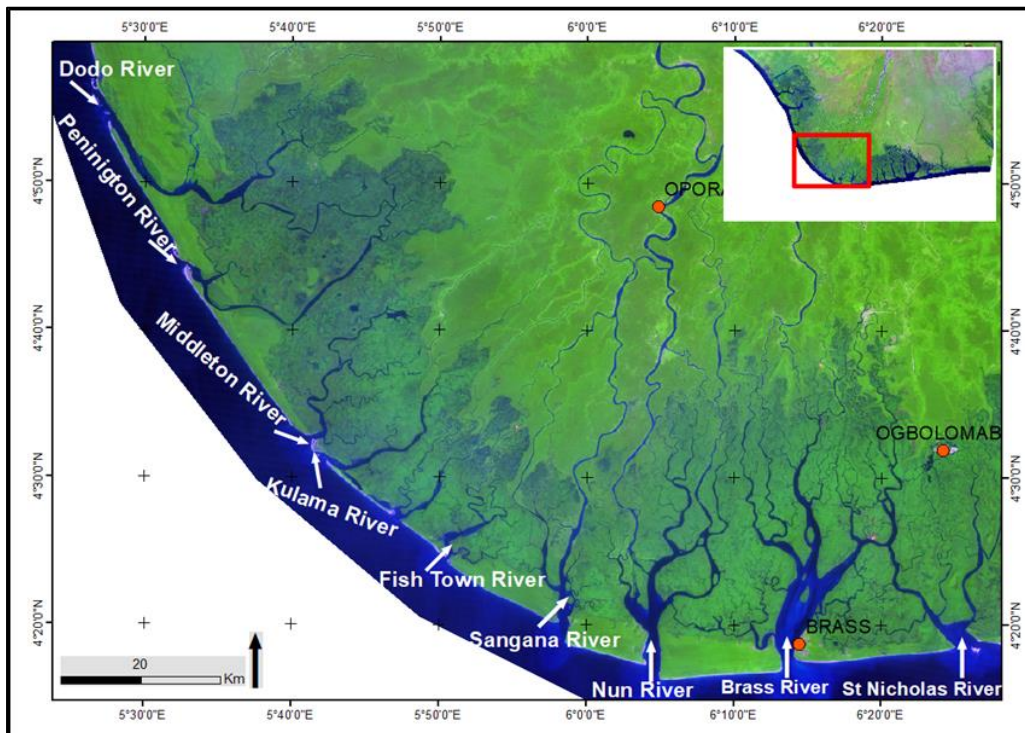 5°30'0"E 5°40'0"E 5°50'0"E 6°0'0"E 6°10'0"E 6°20'0"E
Dodo River
Peninington River
4°50'0"N
4°50'0"N
OPORA
Middleton River
4°40'0"N
4°40'0"N
OGBOLOMAB
4°30'0"N
4°30'0"N
Kulama River
Fish Town River
Sangana River
4°20'0"N
4°20'0"N
BRASS
20
Km
Nun River
Brass River
St Nicholas River
5°30'0"E 5°40'0"E 5°50'0"E 6°0'0"E 6°10'0"E 6°20'0"E